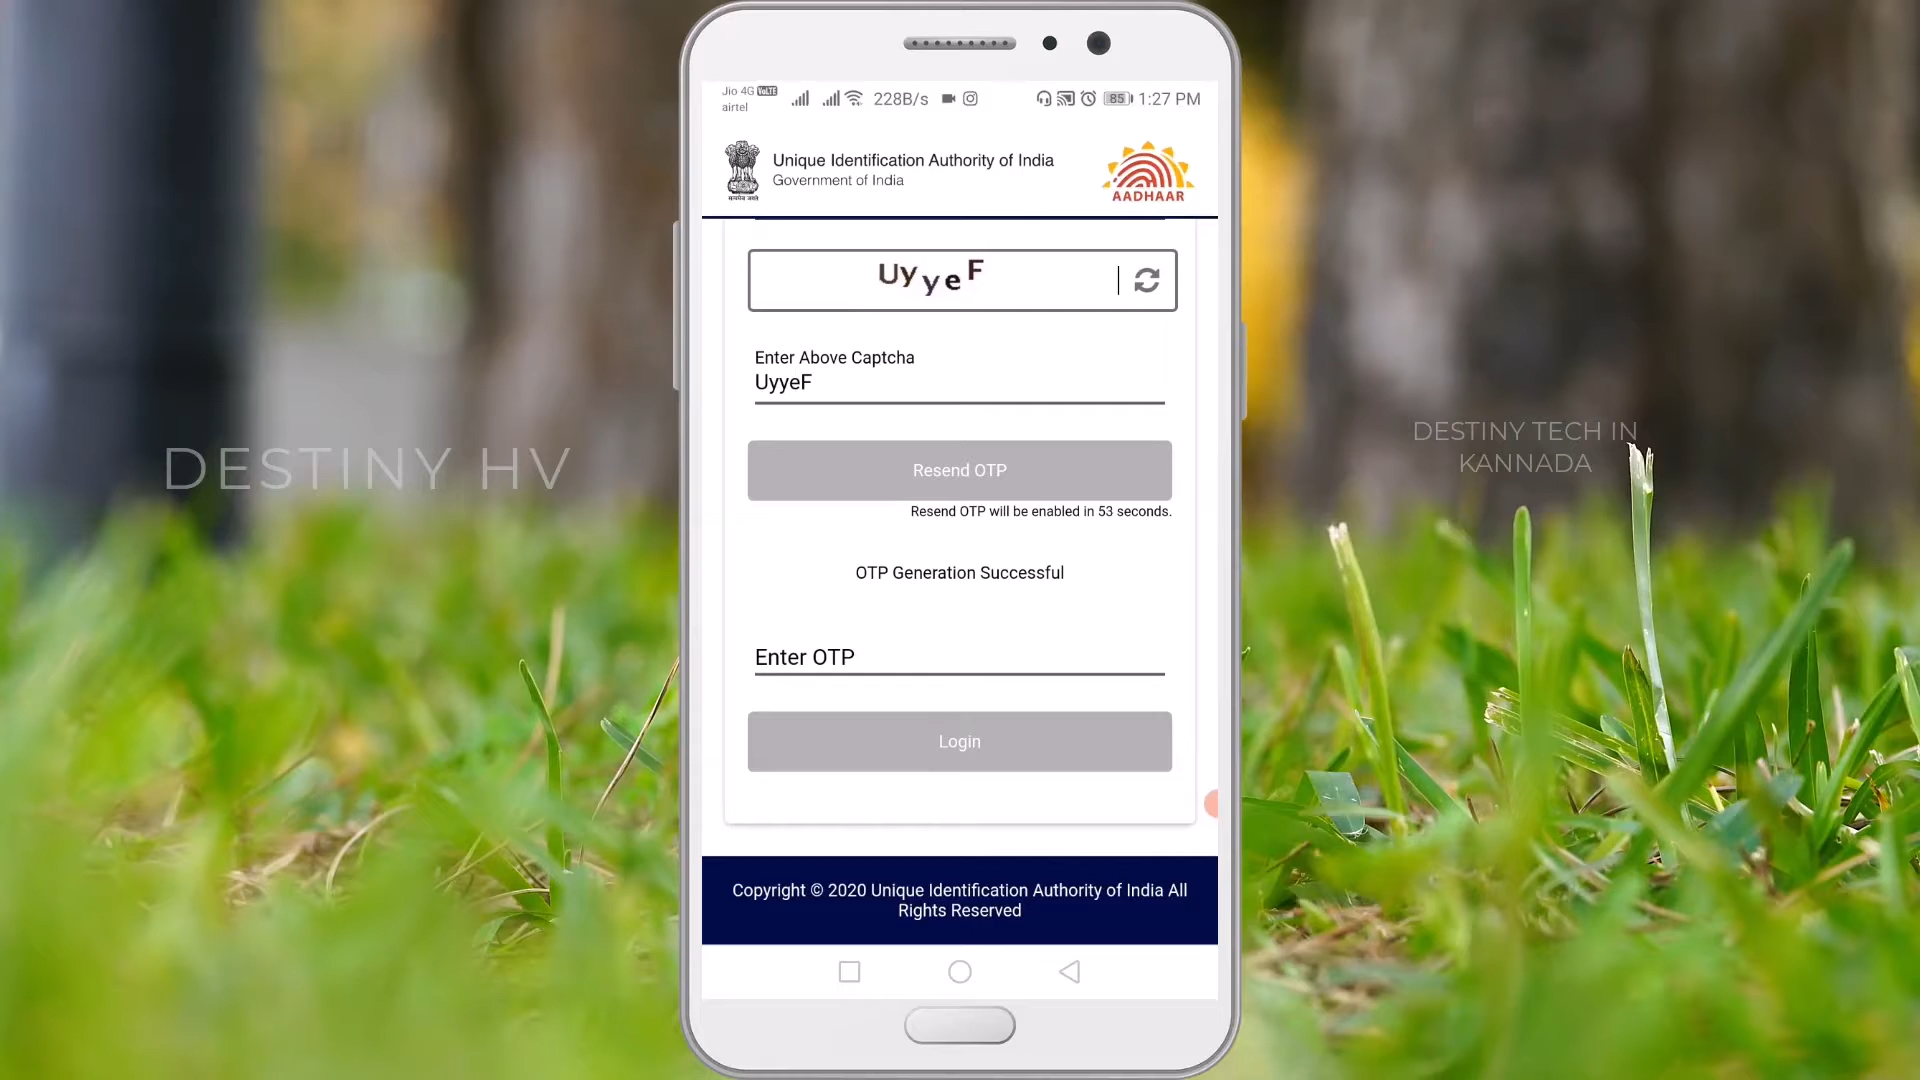 Jio 4G VoLTE
airtel
228B/s
85
1:27 PM
Unique Identification Authority of India
Government of India
AADHAAR
UyyeF
Enter Above Captcha
UyyeF
Resend OTP
Resend OTP will be enabled in 53 seconds.
OTP Generation Successful
Enter OTP
Login
Copyright © 2020 Unique Identification Authority of India All
Rights Reserved
DESTINY HV
DESTINY TECH IN
KANNADA